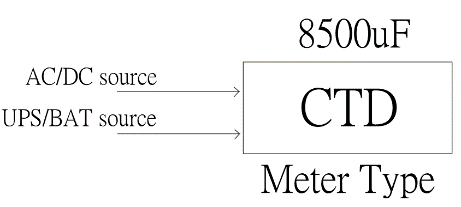 8500uF
AC/DC source
CTD
UPS/BAT source
Meter Type